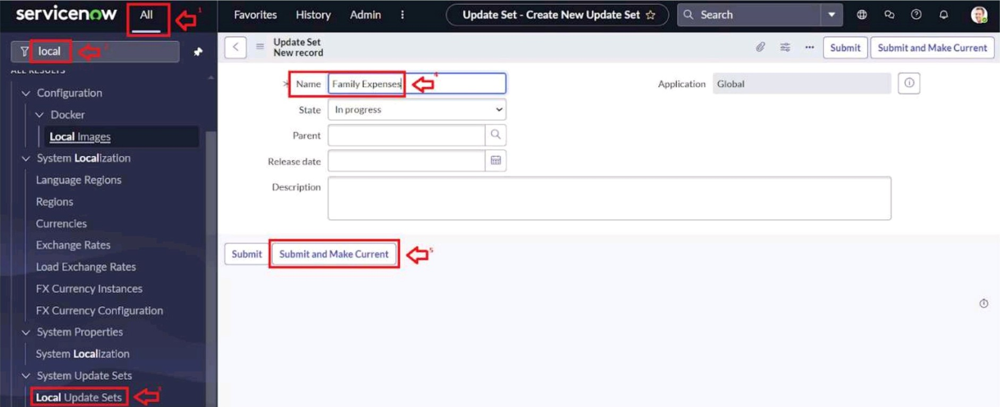 servicenow All 1 Favorites History Admin Update Set - Create New Update Set Search
local 2
ALL RESULTS
Configuration
Docker
Local Images
System Localization
Language Regions
Regions
Currencies
Exchange Rates
Load Exchange Rates
FX Currency Instances
FX Currency Configuration
System Properties
System Localization
System Update Sets
Local Update Sets 3
Update Set
New record
Submit Submit and Make Current
* Name Family Expenses 4 Application Global
State In progress
Parent
Release date
Description
Submit Submit and Make Current 5